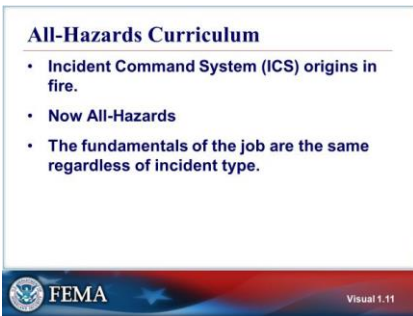 All-Hazards Curriculum
• Incident Command System (ICS) origins in
fire.
• Now All-Hazards
• The fundamentals of the job are the same
regardless of incident type.
FEMA
Visual 1.11